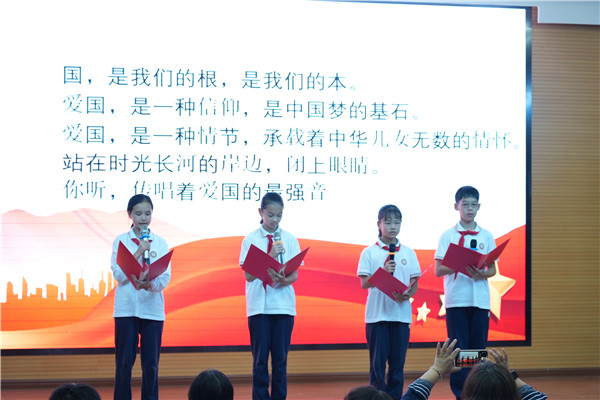 国，是我们的根，是我们的本。
爱国，是一种信仰，是中国梦的基石。
爱国，是一种情节，承载着中华儿女无数的情怀。
站在时光长河的岸边，闭上眼睛。
你听，传唱着爱国的最强音